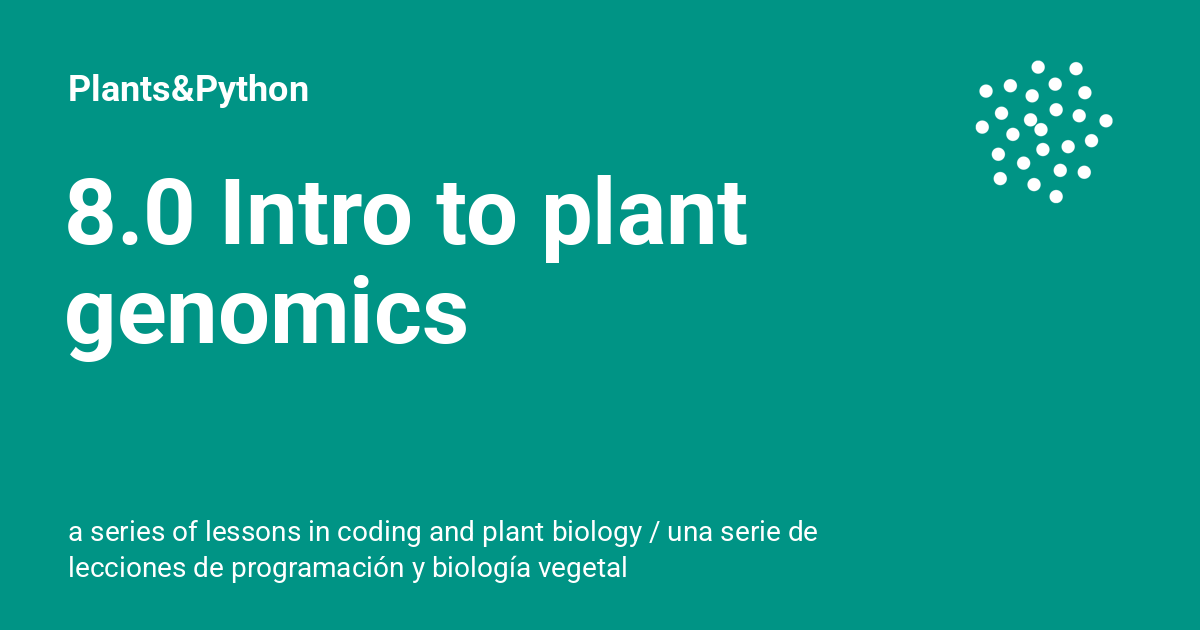 Plants&Python
8.0 Intro to plant
genomics
a series of lessons in coding and plant biology / una serie de
lecciones de programación y biología vegetal